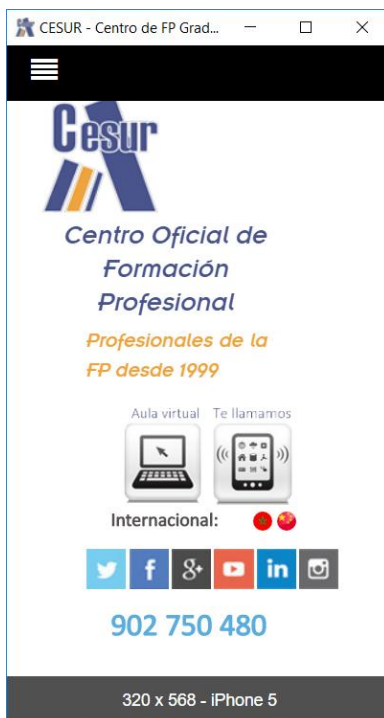 CESUR - Centro de FP Grad...
Cesur
Centro Oficial de
Formación
Profesional
Profesionales de la
FP desde 1999
Aula virtual Te llamamos
Internacional:
902 750 480
320 x 568 - iPhone 5